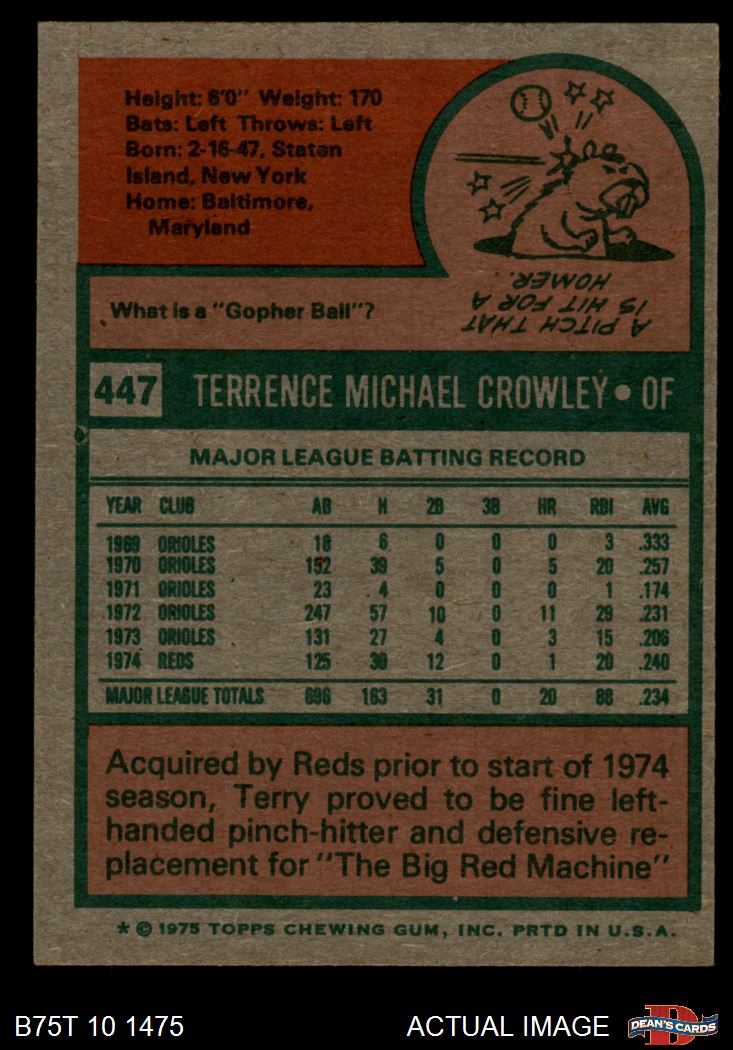 Height: 6'0" Weight: 170
Bats: Left Throws: Left
Born: 2-16-47, Staten
Island, New York
Home: Baltimore,
Maryland
What is a "Gopher Ball"?
A PITCH THAT
IS HIT FOR A
HOMER.
447 TERRENCE MICHAEL CROWLEY • OF
MAJOR LEAGUE BATTING RECORD
YEAR CLUB AB H 2B 3B HR RBI AVG
1969 ORIOLES 18 6 0 0 0 3 .333
1970 ORIOLES 152 39 5 0 5 20 .257
1971 ORIOLES 23 4 0 0 0 1 .174
1972 ORIOLES 247 57 10 0 11 29 .231
1973 ORIOLES 131 27 4 0 3 15 .206
1974 REDS 125 30 12 0 1 20 .240
MAJOR LEAGUE TOTALS 696 163 31 0 20 88 .234
Acquired by Reds prior to start of 1974
season, Terry proved to be fine left-
handed pinch-hitter and defensive re-
placement for "The Big Red Machine"
* © 1975 TOPPS CHEWING GUM, INC. PRTD IN U.S.A.
B75T 10 1475 ACTUAL IMAGE DEAN'S CARDS